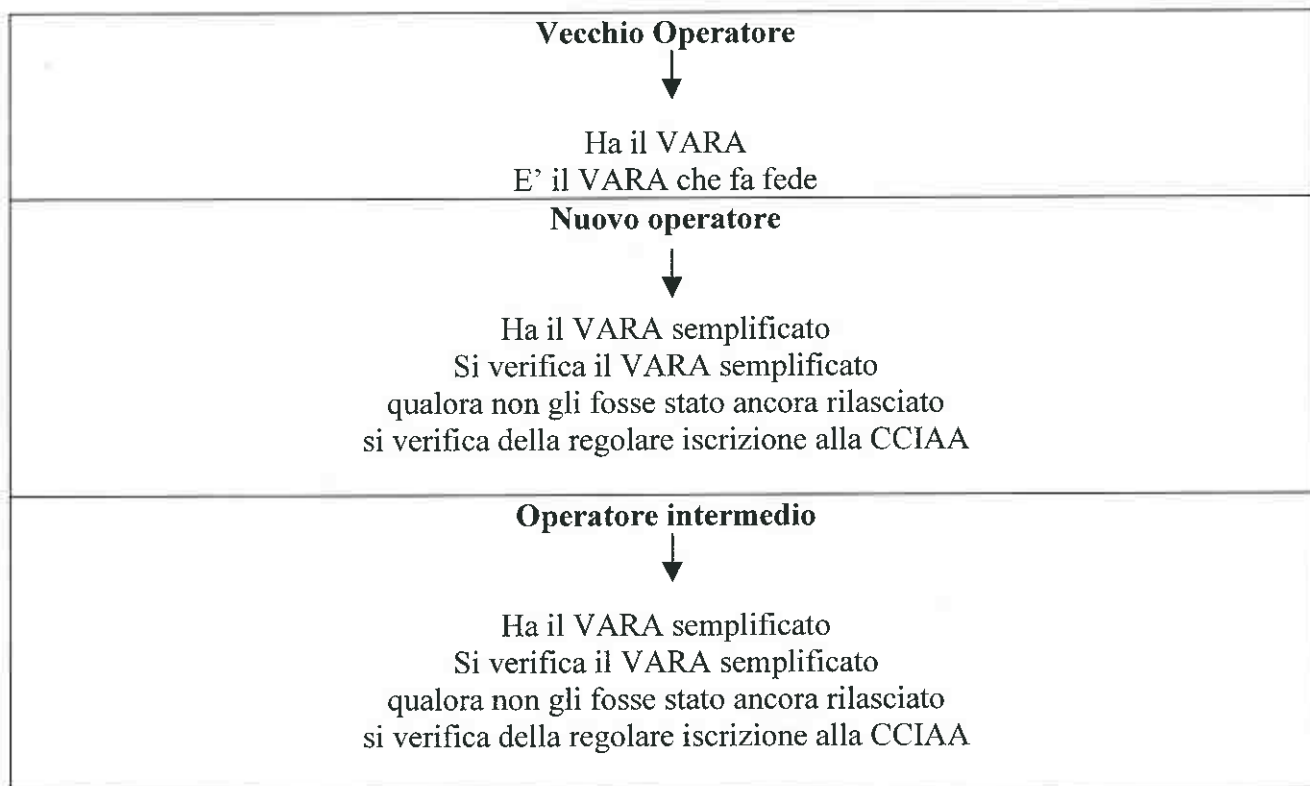 Vecchio Operatore
Ha il VARA
E' il VARA che fa fede
Nuovo operatore
Ha il VARA semplificato
Si verifica il VARA semplificato
qualora non gli fosse stato ancora rilasciato
si verifica della regolare iscrizione alla CCIAA
Operatore intermedio
Ha il VARA semplificato
Si verifica il VARA semplificato
qualora non gli fosse stato ancora rilasciato
si verifica della regolare iscrizione alla CCIAA